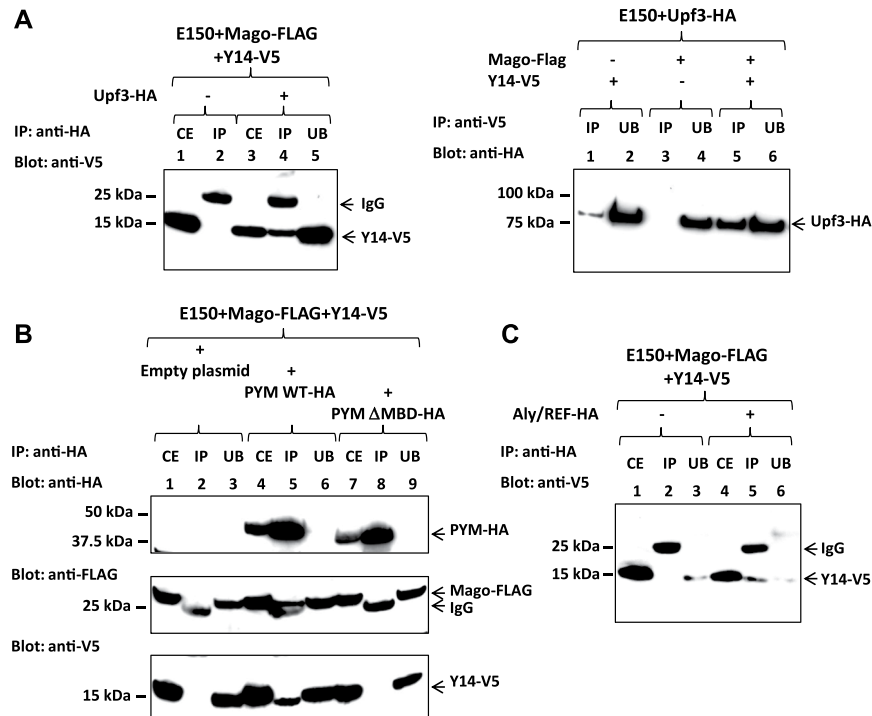 A
E150+Mago-FLAG
+Y14-V5
Upf3-HA - +
IP: anti-HA CE IP CE IP UB
Blot: anti-V5 1 2 3 4 5
25 kDa
15 kDa
IgG
Y14-V5
E150+Upf3-HA
Mago-Flag - + +
Y14-V5 + - +
IP: anti-V5 IP UB IP UB IP UB
Blot: anti-HA 1 2 3 4 5 6
100 kDa
75 kDa
Upf3-HA
B
E150+Mago-FLAG+Y14-V5
+
Empty plasmid
+
PYM WT-HA
+
PYM ΔMBD-HA
IP: anti-HA CE IP UB CE IP UB CE IP UB
Blot: anti-HA 1 2 3 4 5 6 7 8 9
50 kDa
37.5 kDa
PYM-HA
Blot: anti-FLAG
25 kDa
Mago-FLAG
IgG
Blot: anti-V5
15 kDa
Y14-V5
C
E150+Mago-FLAG
+Y14-V5
Aly/REF-HA - +
IP: anti-HA CE IP UB CE IP UB
Blot: anti-V5 1 2 3 4 5 6
25 kDa
15 kDa
IgG
Y14-V5